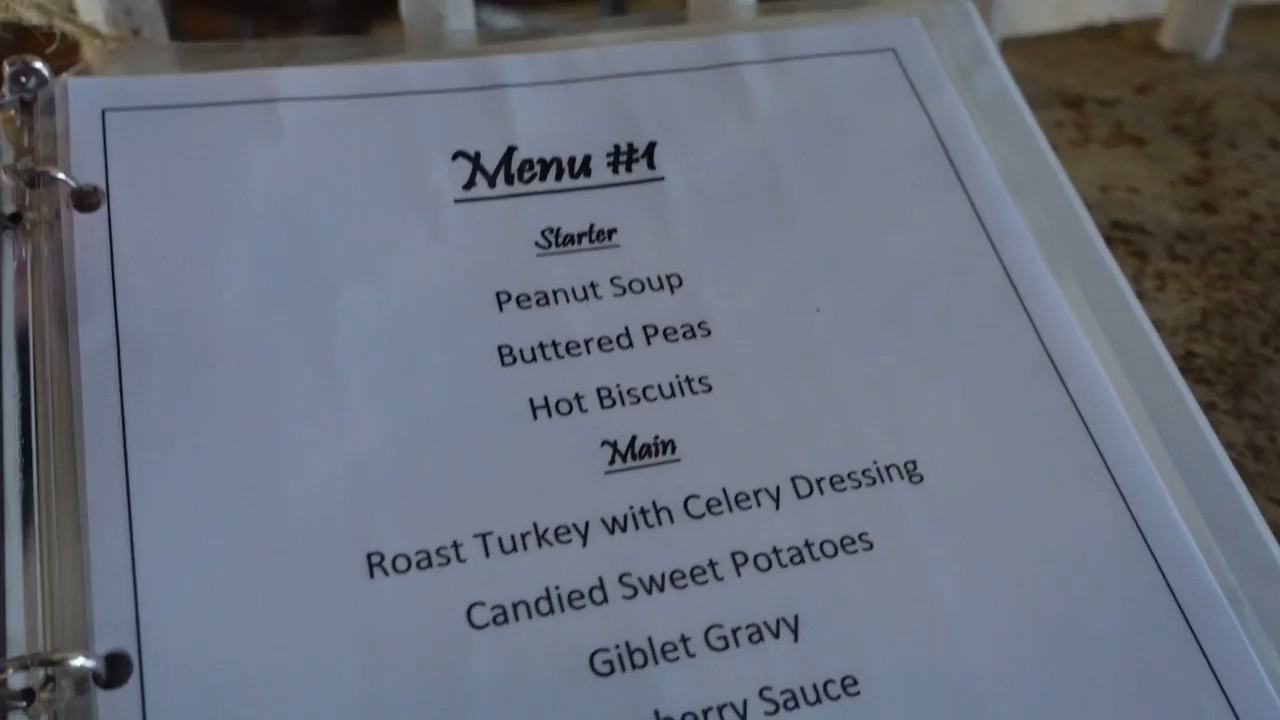 Menu #1
Starter
Peanut Soup
Buttered Peas
Hot Biscuits
Main
Roast Turkey with Celery Dressing
Candied Sweet Potatoes
Giblet Gravy
Sauce